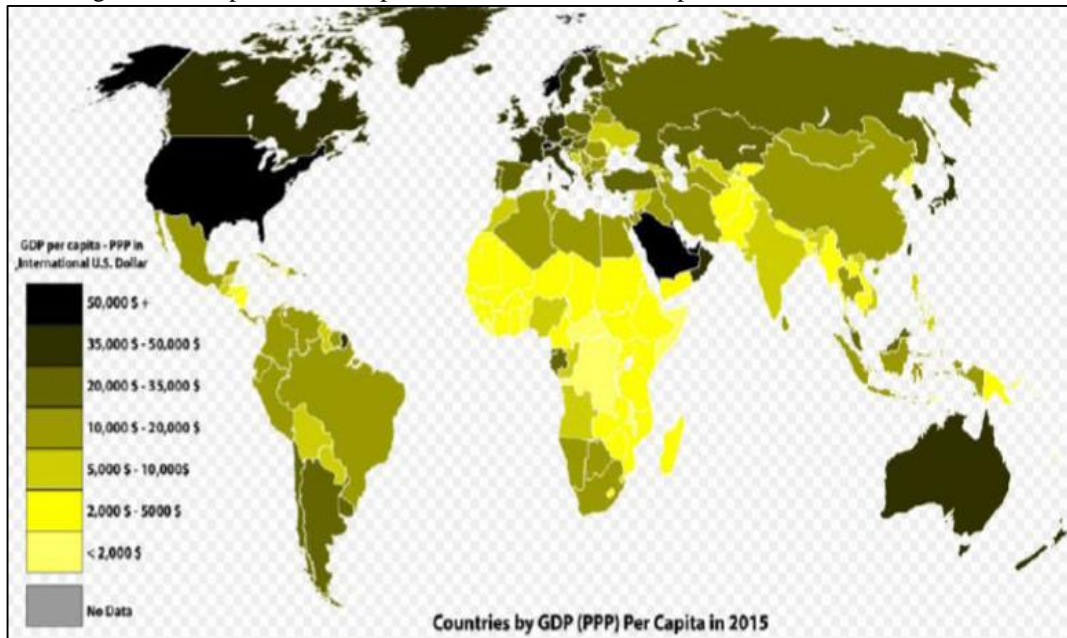 GDP per capita - PPP in
,International U.S. Dollar
50,000 $ +
35,000 $ - 50,000 $
20,000 $ - 35,000 $
10,000 $ - 20,000 $
5,000 $ - 10,000$
2,000 $ - 5000 $
< 2,000 $
No Data
Countries by GDP (PPP) Per Capita in 2015